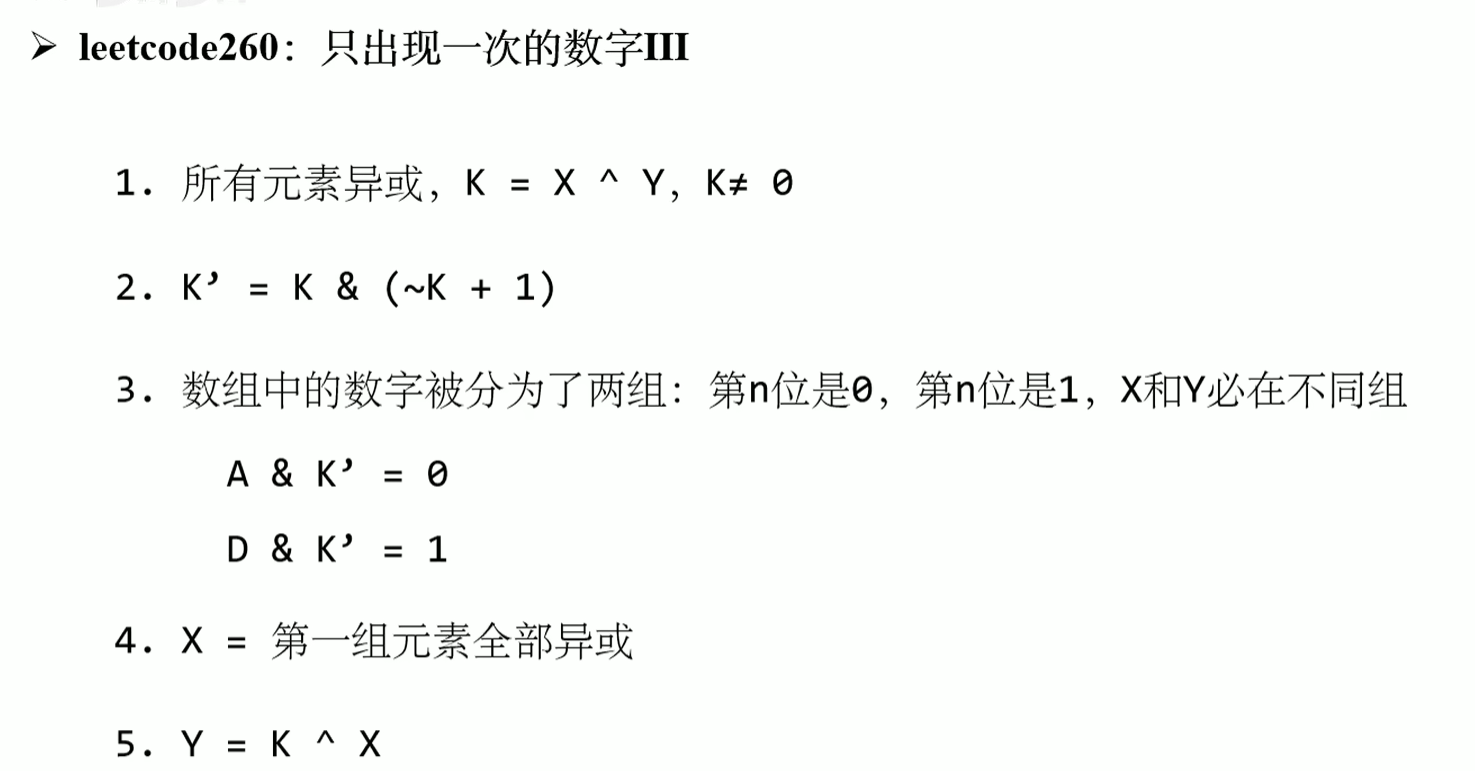 ➢ leetcode260：只出现一次的数字III
1. 所有元素异或，K = X ^ Y，K≠ 0
2. K’ = K & (~K + 1)
3. 数组中的数字被分为了两组：第n位是0，第n位是1，X和Y必在不同组
A & K’ = 0
D & K’ = 1
4. X = 第一组元素全部异或
5. Y = K ^ X